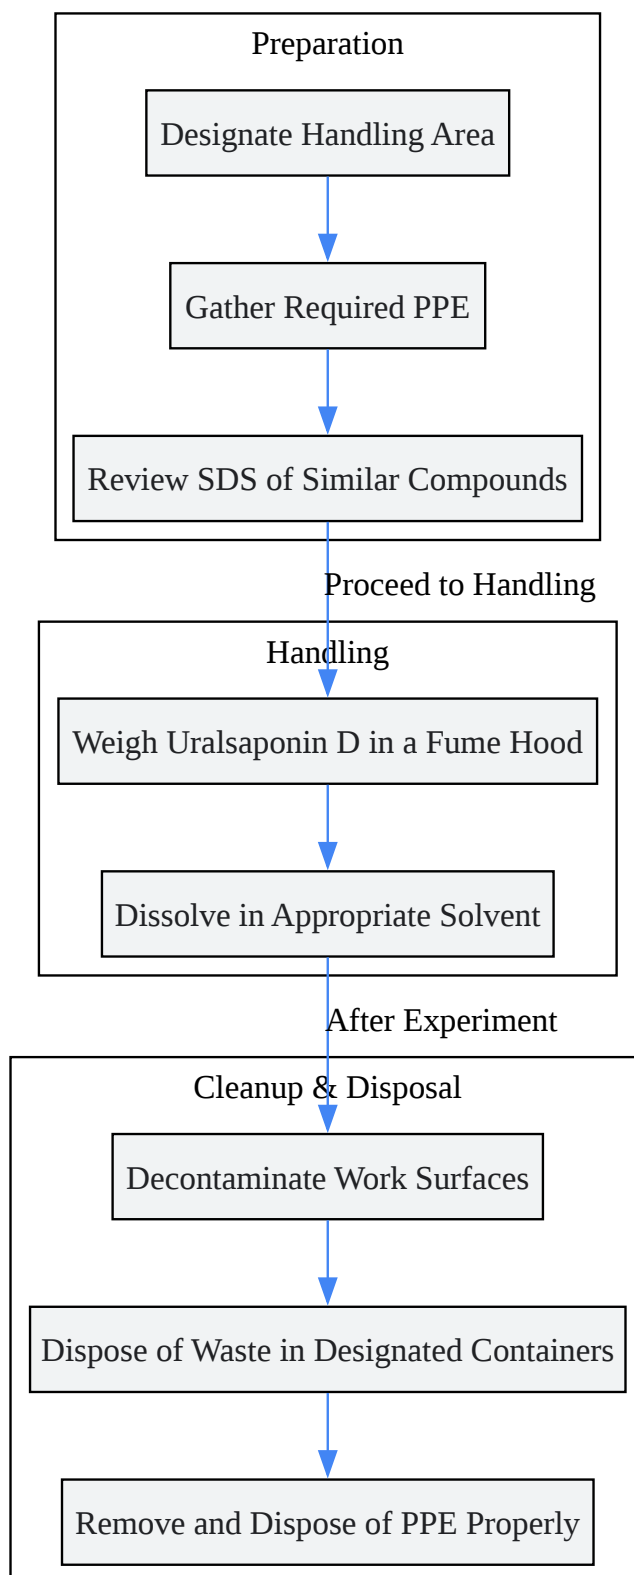 Preparation
Designate Handling Area
Gather Required PPE
Review SDS of Similar Compounds
Proceed to Handling
Handling
Weigh Uralsaponin D in a Fume Hood
Dissolve in Appropriate Solvent
After Experiment
Cleanup & Disposal
Decontaminate Work Surfaces
Dispose of Waste in Designated Containers
Remove and Dispose of PPE Properly